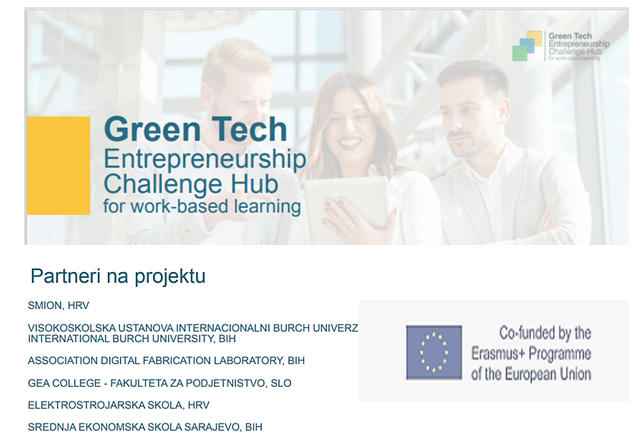 Green Tech
Entrepreneurship
Challenge Hub
for work-based learning
Green Tech
Entrepreneurship
Challenge Hub
for work-based learning
Partneri na projektu
SMION, HRV
VISOKOSKOLSKA USTANOVA INTERNACIONALNI BURCH UNIVERZ
INTERNATIONAL BURCH UNIVERSITY, BIH
ASSOCIATION DIGITAL FABRICATION LABORATORY, BIH
GEA COLLEGE - FAKULTETA ZA PODJETNISTVO, SLO
ELEKTROSTROJARSKA SKOLA, HRV
SREDNJA EKONOMSKA SKOLA SARAJEVO, BIH
Co-funded by the
Erasmus+ Programme
of the European Union